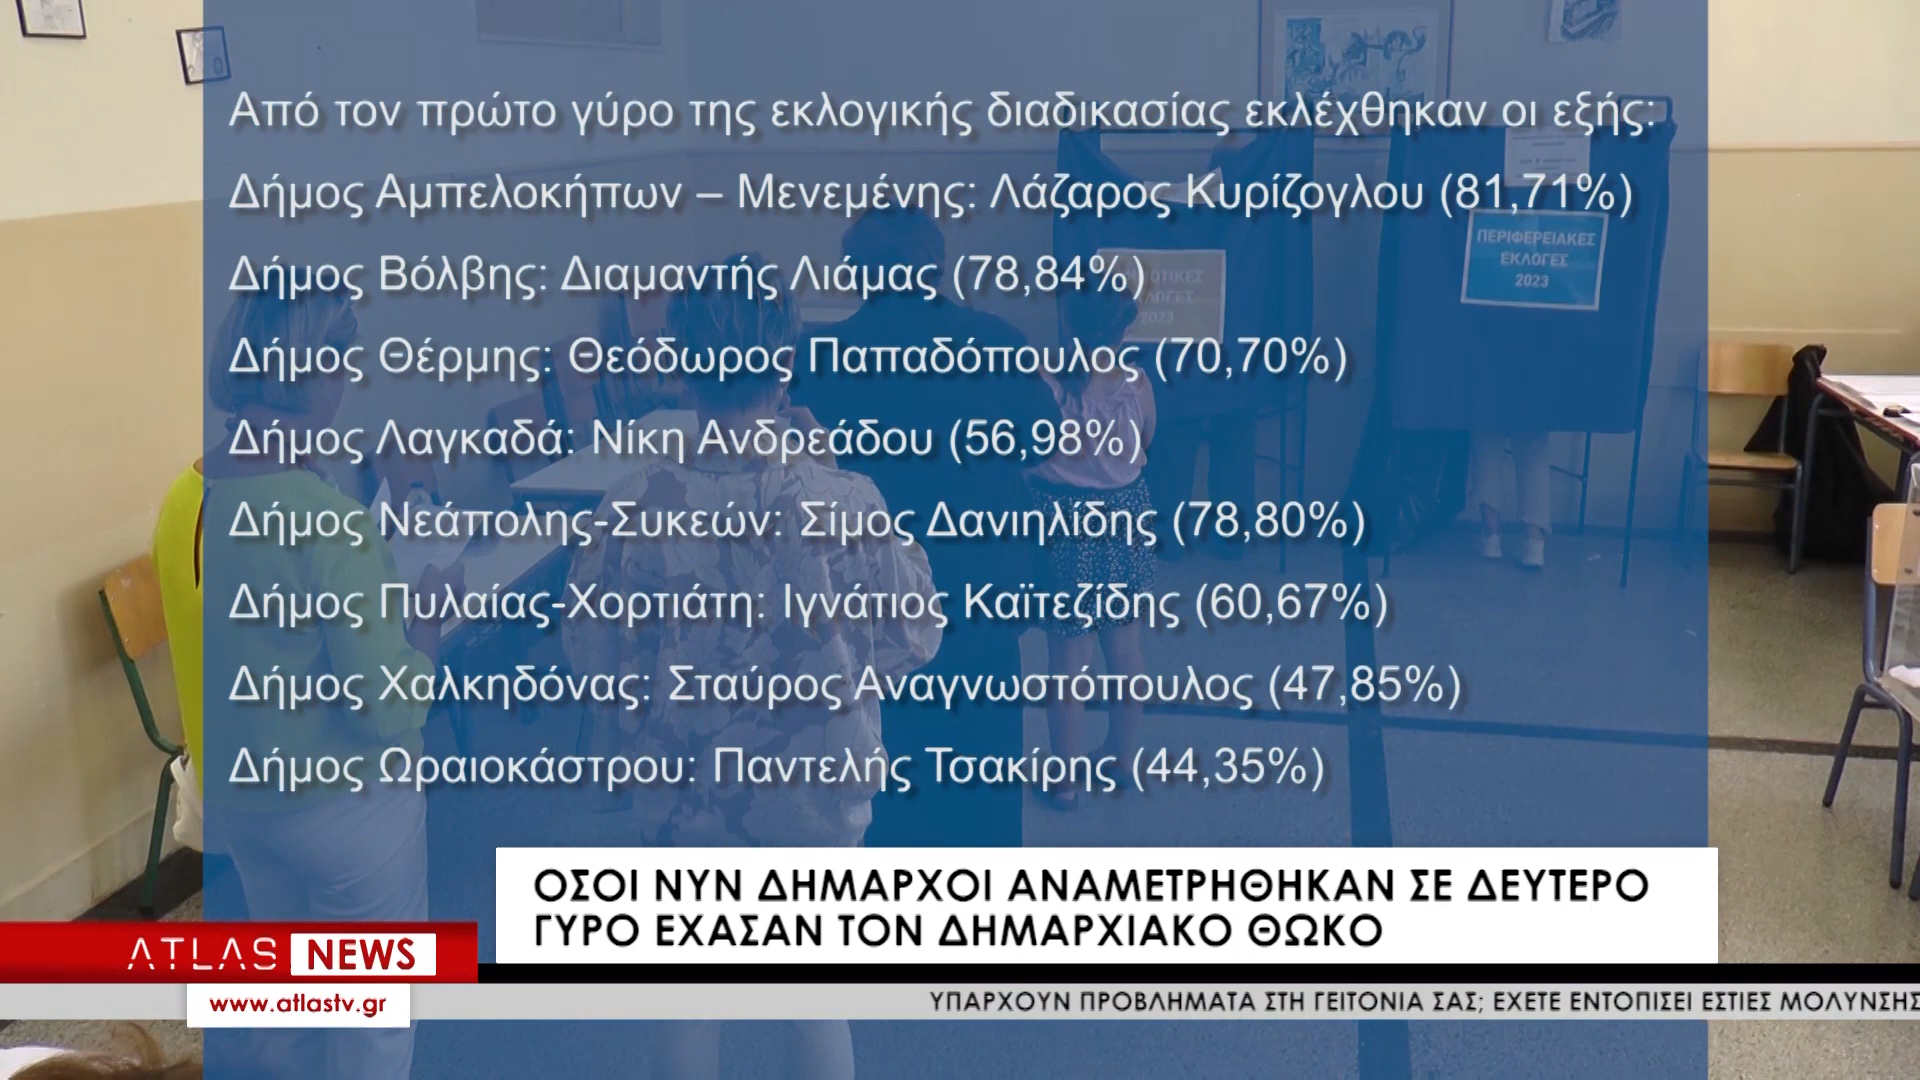 Από τον πρώτο γύρο της εκλογικής διαδικασίας εκλέχθηκαν οι εξής:
Δήμος Αμπελοκήπων – Μενεμένης: Λάζαρος Κυρίζογλου (81,71%)
Δήμος Βόλβης: Διαμαντής Λιάμας (78,84%)
Δήμος Θέρμης: Θεόδωρος Παπαδόπουλος (70,70%)
Δήμος Λαγκαδά: Νίκη Ανδρεάδου (56,98%)
Δήμος Νεάπολης-Συκεών: Σίμος Δανιηλίδης (78,80%)
Δήμος Πυλαίας-Χορτιάτη: Ιγνάτιος Καϊτεζίδης (60,67%)
Δήμος Χαλκηδόνας: Σταύρος Αναγνωστόπουλος (47,85%)
Δήμος Ωραιοκάστρου: Παντελής Τσακίρης (44,35%)
ΠΕΡΙΦΕΡΕΙΑΚΕΣ
ΕΚΛΟΓΕΣ
2023
2023
ΟΣΟΙ ΝΥΝ ΔΗΜΑΡΧΟΙ ΑΝΑΜΕΤΡΗΘΗΚΑΝ ΣΕ ΔΕΥΤΕΡΟ
ΓΥΡΟ ΕΧΑΣΑΝ ΤΟΝ ΔΗΜΑΡΧΙΑΚΟ ΘΩΚΟ
ATLAS NEWS
www.atlastv.gr
ΥΠΑΡΧΟΥΝ ΠΡΟΒΛΗΜΑΤΑ ΣΤΗ ΓΕΙΤΟΝΙΑ ΣΑΣ; ΕΧΕΤΕ ΕΝΤΟΠΙΣΕΙ ΕΣΤΙΕΣ ΜΟΛΥΝΣΗΣ